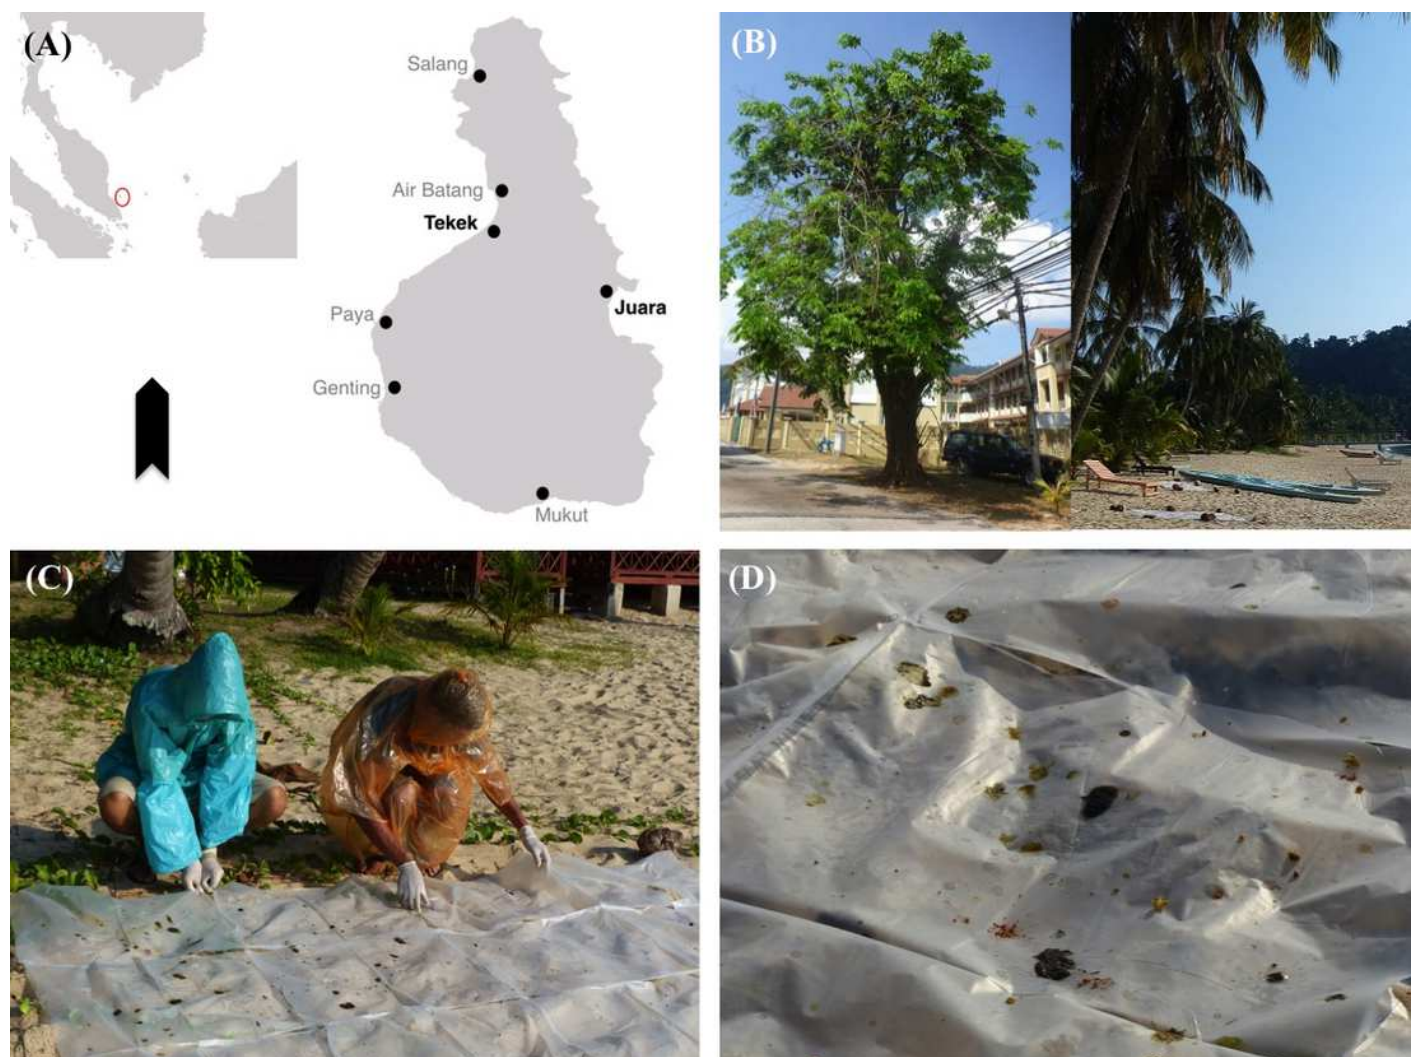 (A)
Salang
Air Batang
Tekek
Juara
Paya
Genting
Mukut
(B)
(C)
(D)